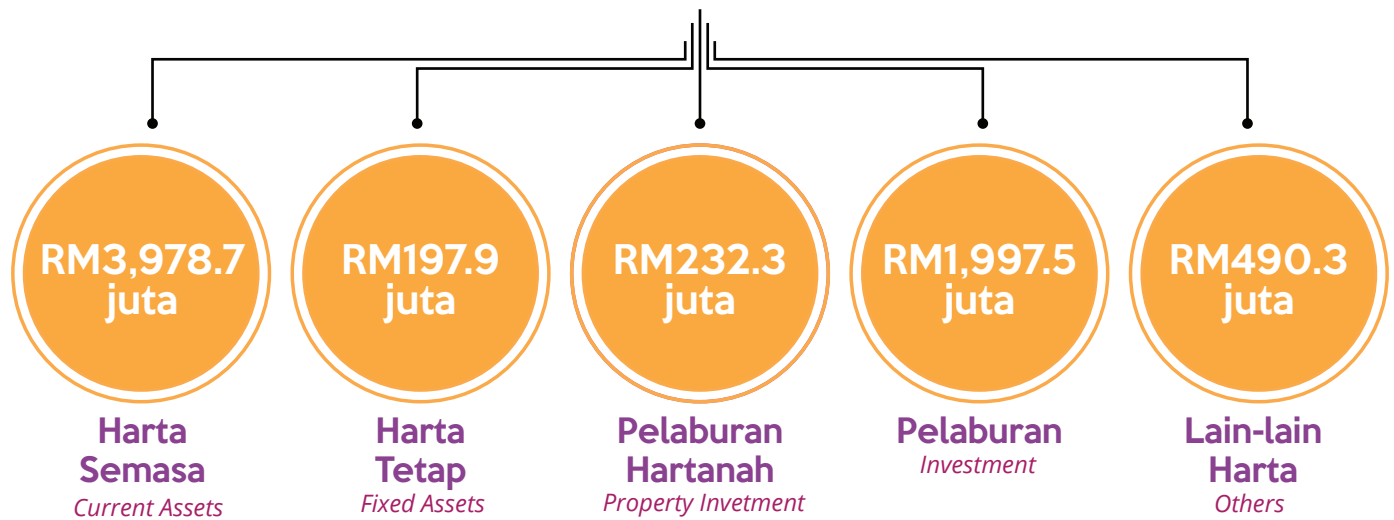 RM3,978.7
juta
Harta
Semasa
Current Assets
RM197.9
juta
Harta
Tetap
Fixed Assets
RM232.3
juta
Pelaburan
Hartanah
Property Invetment
RM1,997.5
juta
Pelaburan
Investment
RM490.3
juta
Lain-lain
Harta
Others